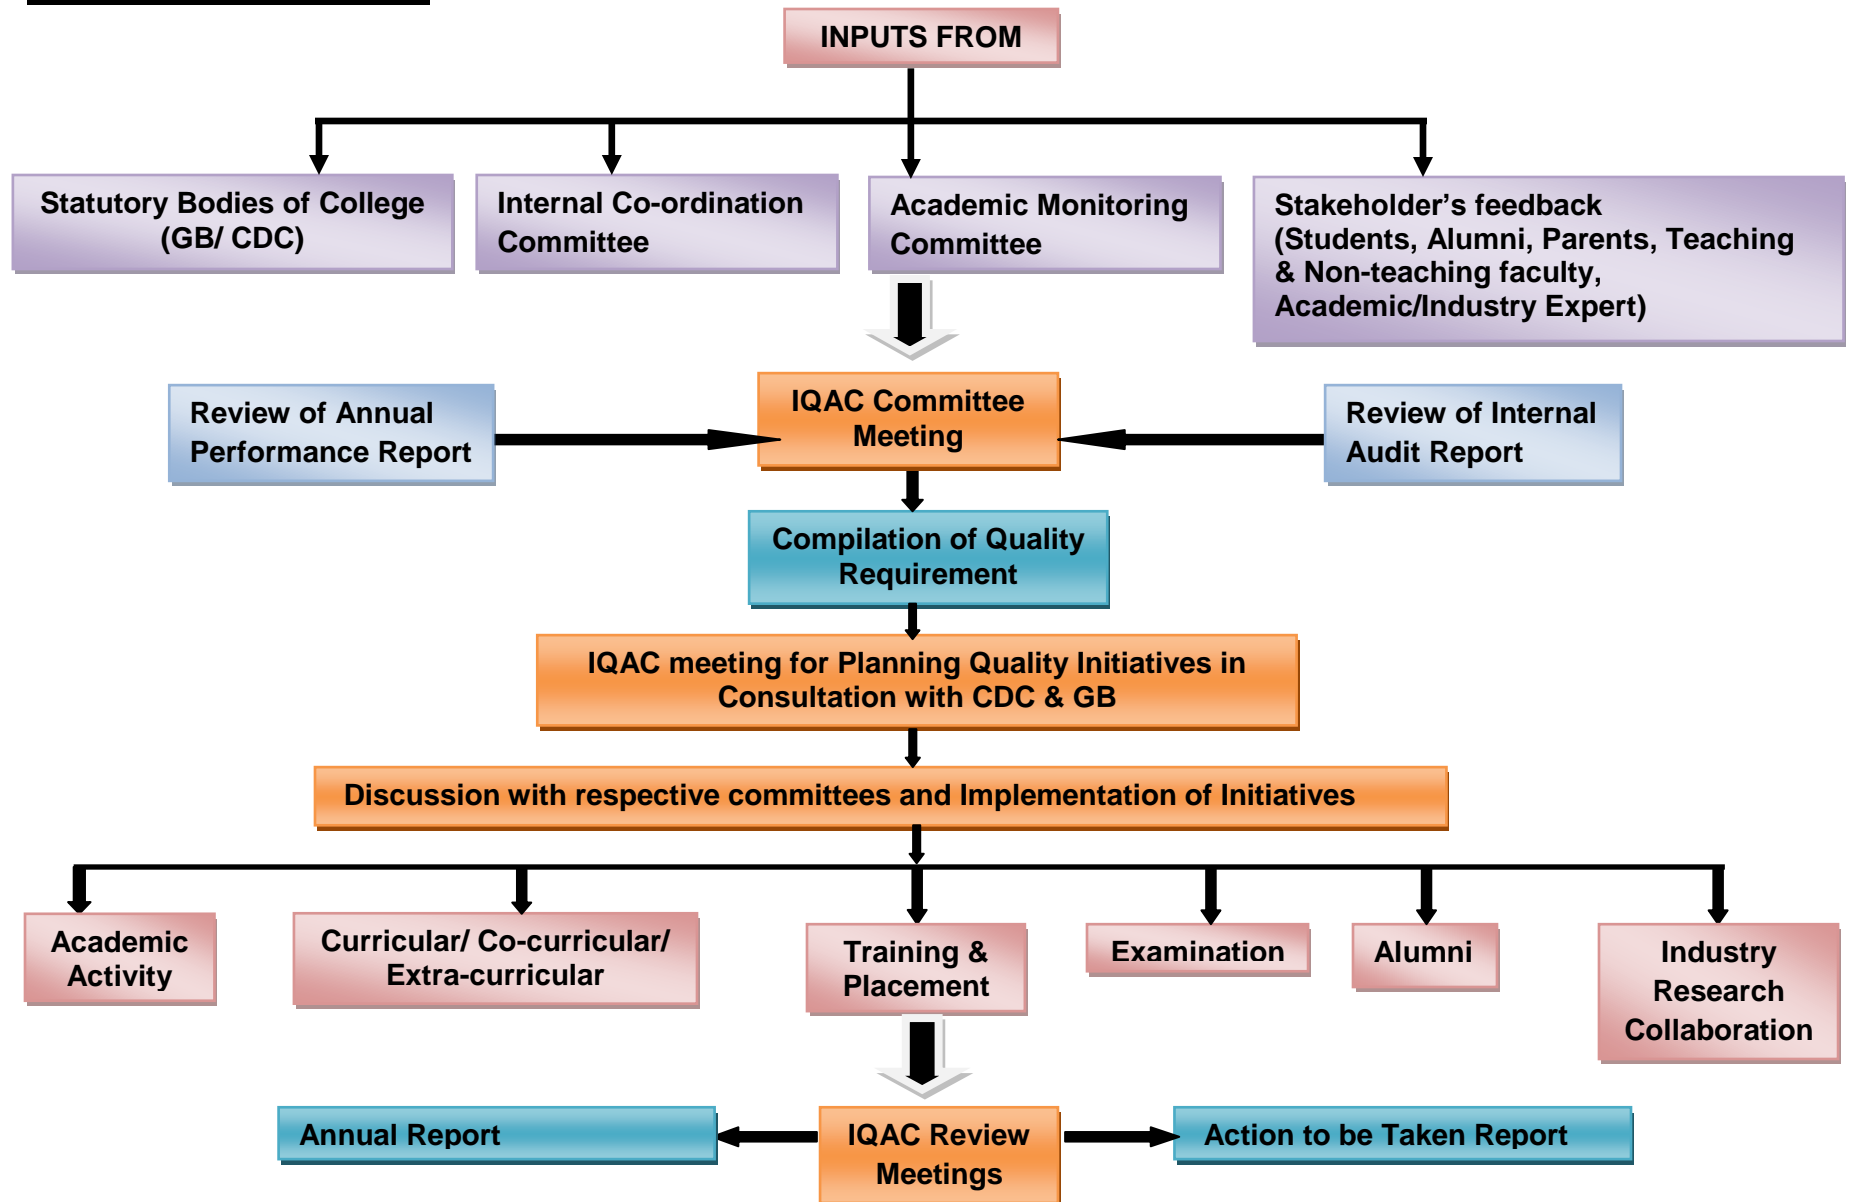 INPUTS FROM
Statutory Bodies of College
(GB/ CDC)
Internal Co-ordination
Committee
Academic Monitoring
Committee
Stakeholder’s feedback
(Students, Alumni, Parents, Teaching
& Non-teaching faculty,
Academic/Industry Expert)
Review of Annual
Performance Report
IQAC Committee
Meeting
Review of Internal
Audit Report
Compilation of Quality
Requirement
IQAC meeting for Planning Quality Initiatives in
Consultation with CDC & GB
Discussion with respective committees and Implementation of Initiatives
Academic
Activity
Curricular/ Co-curricular/
Extra-curricular
Training &
Placement
Examination
Alumni
Industry
Research
Collaboration
Annual Report
IQAC Review
Meetings
Action to be Taken Report